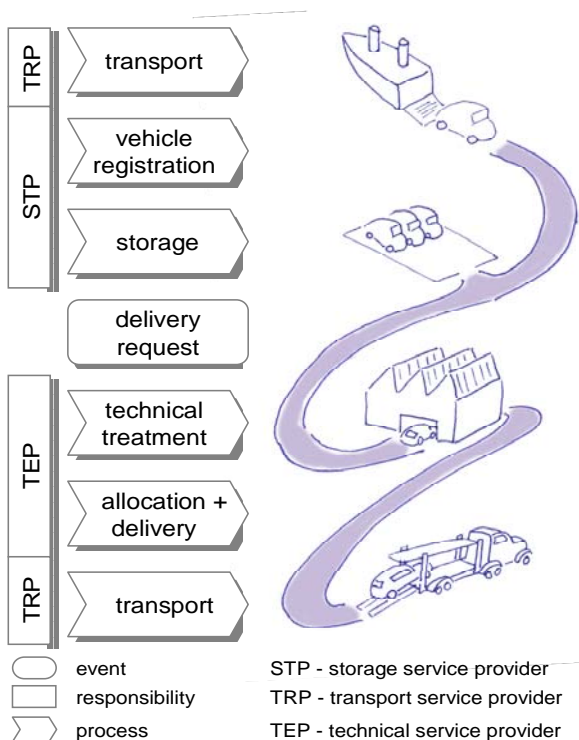 TRP
transport
STP
vehicle
registration
storage
delivery
request
TEP
technical
treatment
allocation +
delivery
TRP
transport
event
STP - storage service provider
responsibility
TRP - transport service provider
process
TEP - technical service provider